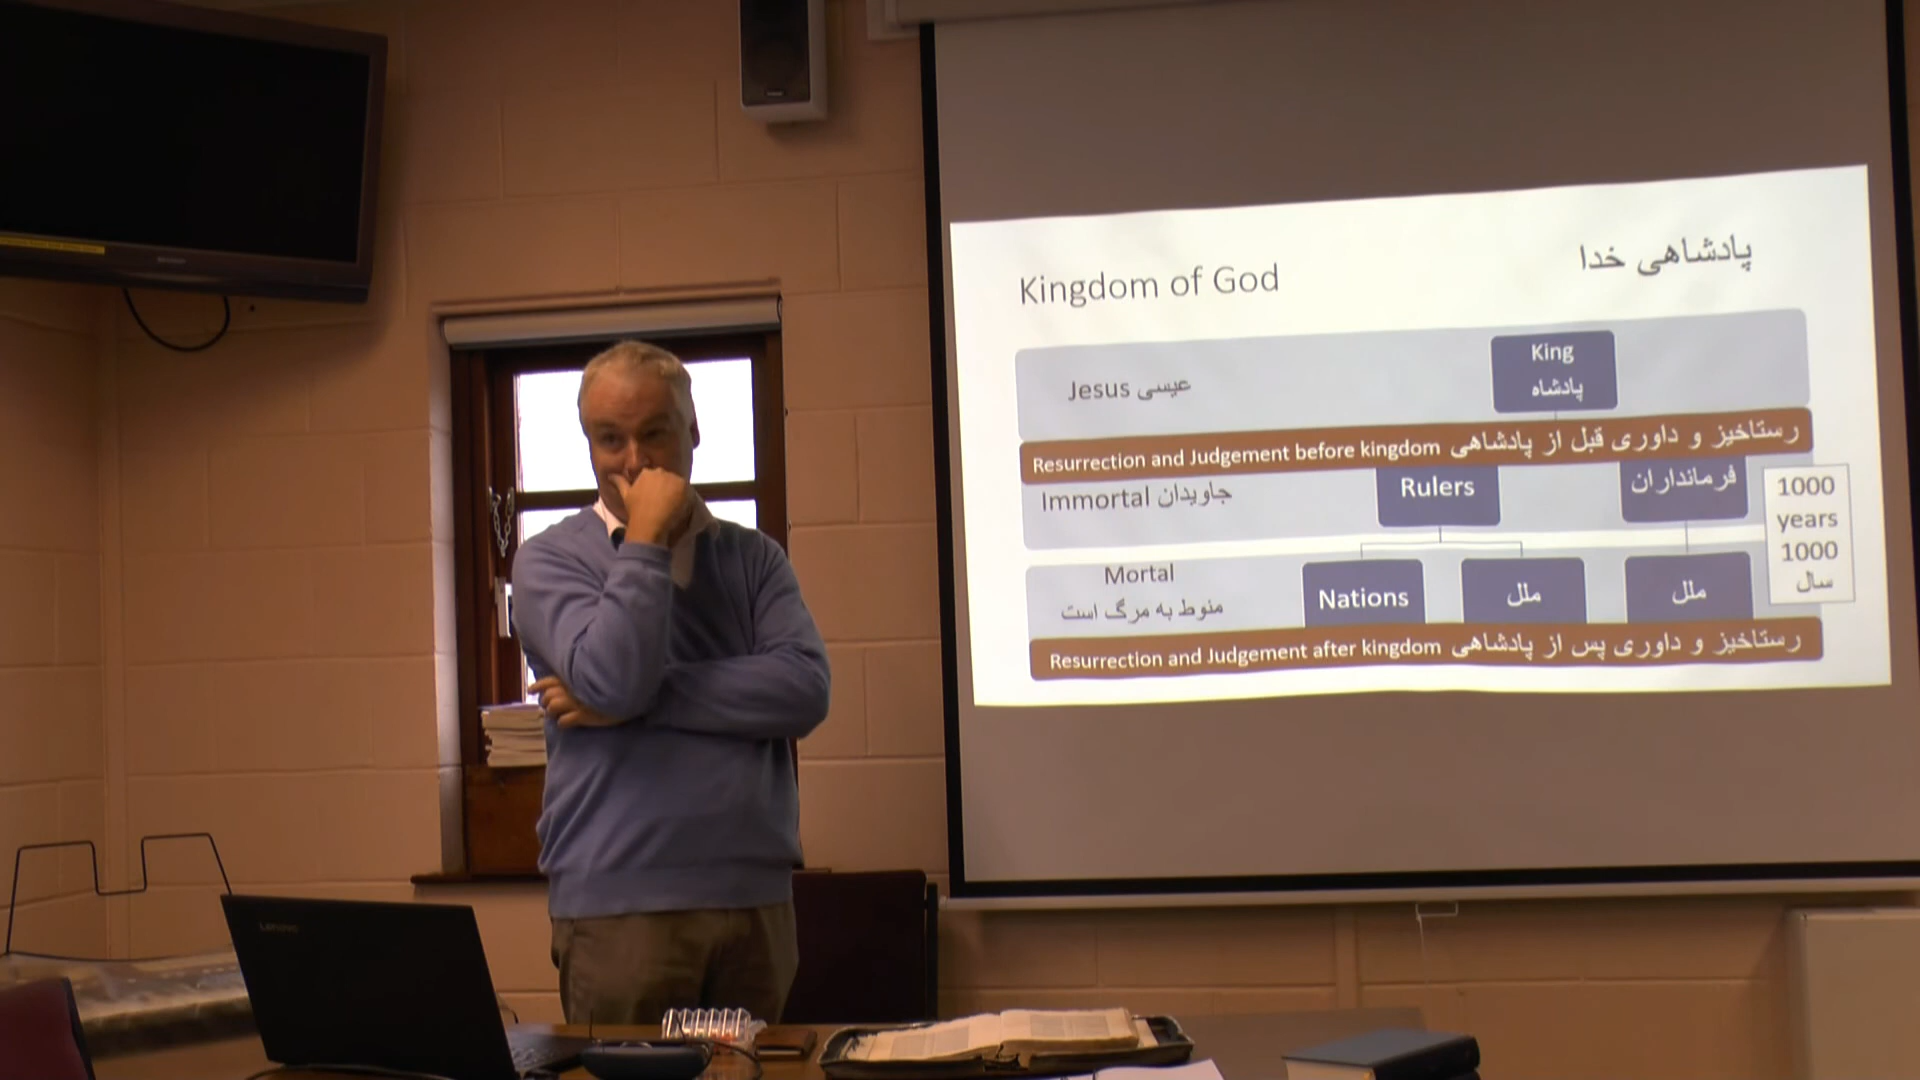 Kingdom of God
پادشاهی خدا
King
پادشاه
Jesus عیسی
Resurrection and Judgement before kingdom رستاخیز و داوری قبل از پادشاهی
Immortal جاویدان
Rulers
فرمانداران
1000
years
1000
سال
Mortal
منوط به مرگ است
Nations
ملل
ملل
Resurrection and Judgement after kingdom رستاخیز و داوری پس از پادشاهی
Lenovo